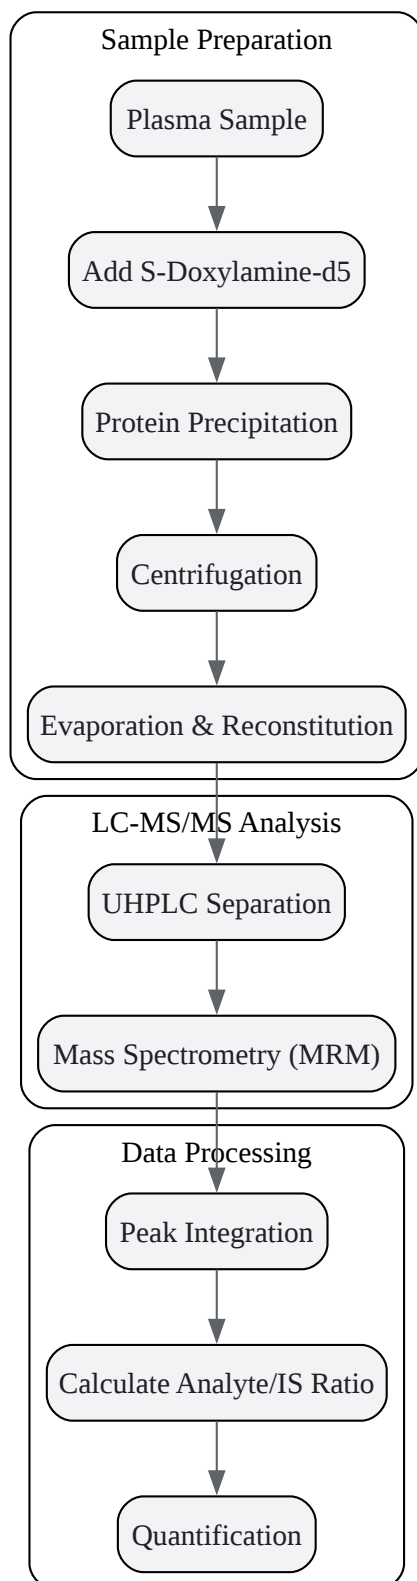 Sample Preparation
Plasma Sample
Add S-Doxylamine-d5
Protein Precipitation
Centrifugation
Evaporation & Reconstitution
LC-MS/MS Analysis
UHPLC Separation
Mass Spectrometry (MRM)
Data Processing
Peak Integration
Calculate Analyte/IS Ratio
Quantification